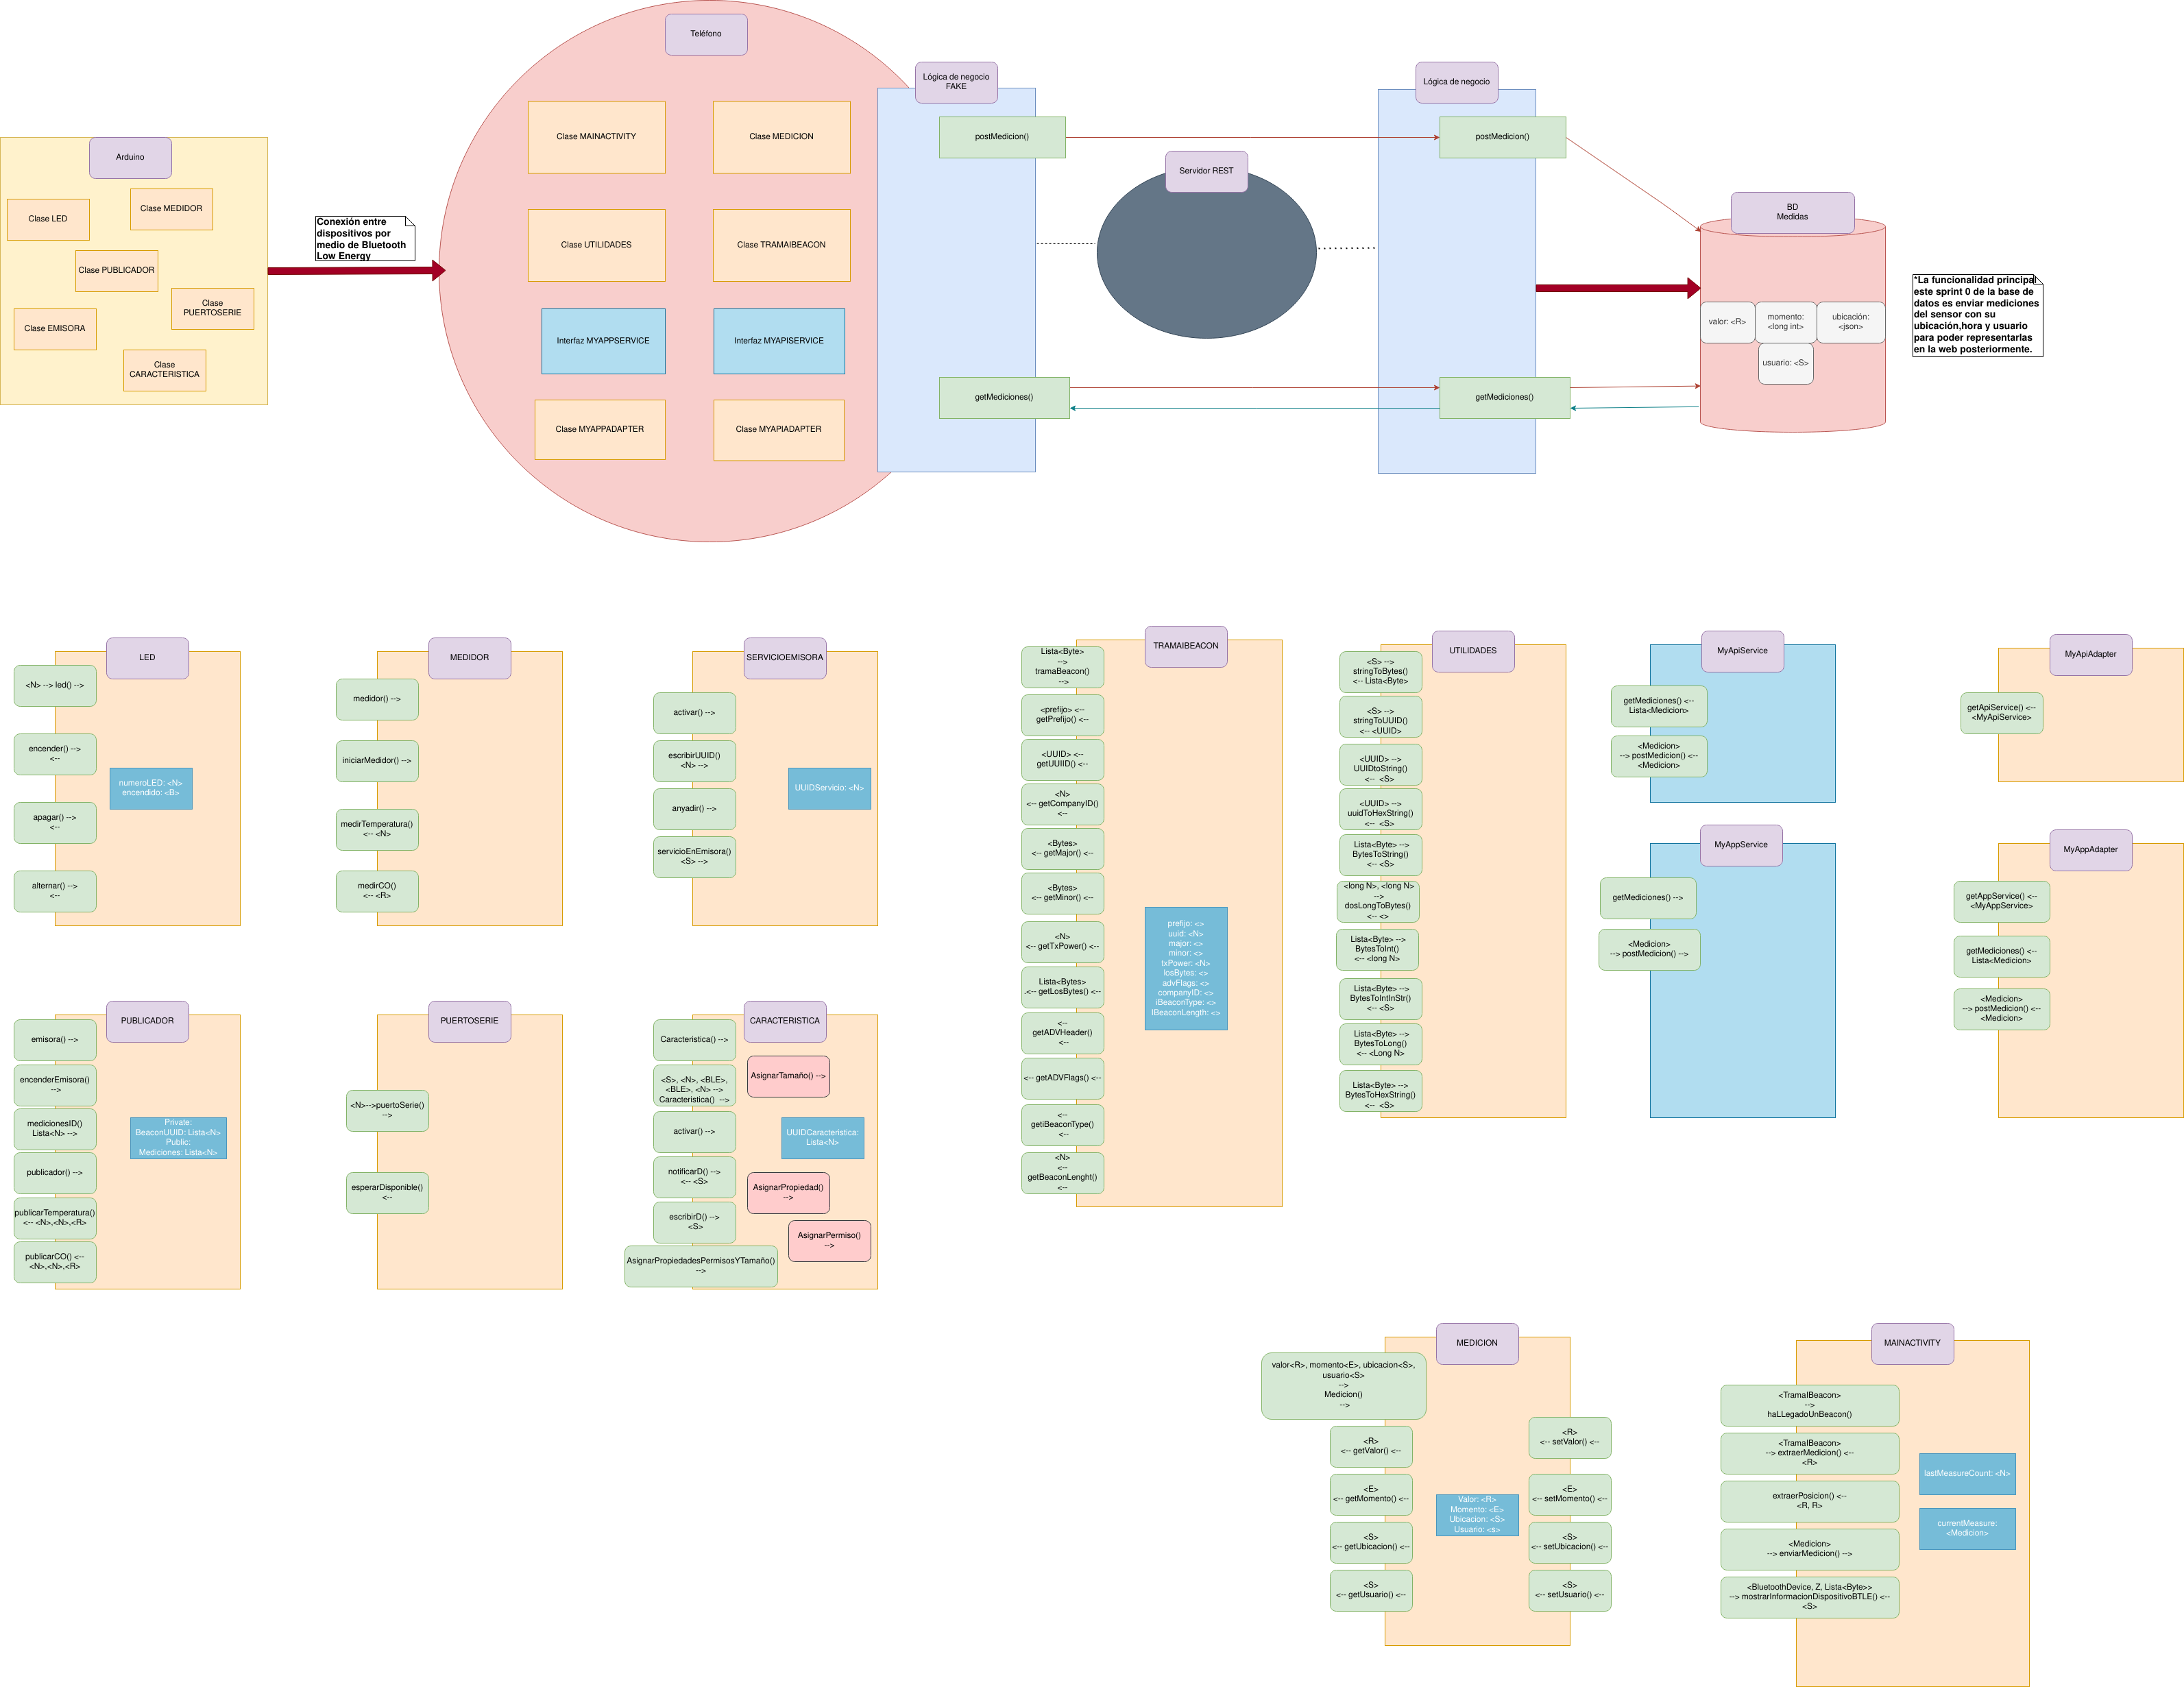 Teléfono
Clase MAINACTIVITY
Clase MEDICION
Clase UTILIDADES
Clase TRAMAIBEACON
Interfaz MYAPPSERVICE
Interfaz MYAPISERVICE
Clase MYAPPADAPTER
Clase MYAPIADAPTER
Arduino
Clase LED
Clase MEDIDOR
Clase PUBLICADOR
Clase
PUERTOSERIE
Clase EMISORA
Clase
CARACTERISTICA
Conexión entre
dispositivos por
medio de Bluetooth
Low Energy
Lógica de negocio
FAKE
postMedicion()
getMediciones()
Servidor REST
Lógica de negocio
postMedicion()
getMediciones()
BD
Medidas
valor: <R>
momento:
<long int>
ubicación:
<json>
usuario: <S>
*La funcionalidad principal
este sprint 0 de la base de
datos es enviar mediciones
del sensor con su
ubicación,hora y usuario
para poder representarlas
en la web posteriormente.
LED
<N> --> led() -->
encender() -->
<--
apagar() -->
<--
alternar() -->
<--
numeroLED: <N>
encendido: <B>
MEDIDOR
medidor() -->
iniciarMedidor() -->
medirTemperatura()
<-- <N>
medirCO()
<-- <R>
SERVICIOEMISORA
activar() -->
escribirUUID()
<N> -->
anyadir() -->
servicioEnEmisora()
<S> -->
UUIDServicio: <N>
TRAMAIBEACON
Lista<Byte>
-->
tramaBeacon()
-->
<prefijo> <--
getPrefijo() <--
<UUID> <--
getUUIID() <--
<N>
<-- getCompanyID()
<--
<Bytes>
<-- getMajor() <--
<Bytes>
<-- getMinor() <--
<N>
<-- getTxPower() <--
Lista<Bytes>
.<-- getLosBytes() <--
<--
getADVHeader()
<--
<-- getADVFlags() <--
<--
getiBeaconType()
<--
<N>
<--
getBeaconLenght()
<--
prefijo: <>
uuid: <N>
major: <>
minor: <>
txPower: <N>
losBytes: <>
advFlags: <>
companyID: <>
iBeaconType: <>
IBeaconLength: <>
UTILIDADES
<S> -->
stringToBytes()
<-- Lista<Byte>
<S> -->
stringToUUID()
<-- <UUID>
<UUID> -->
UUIDtoString()
<-- <S>
<UUID> -->
uuidToHexString()
<-- <S>
Lista<Byte> -->
BytesToString()
<-- <S>
<long N>, <long N>
-->
dosLongToBytes()
<-- <>
Lista<Byte> -->
BytesToInt()
<-- <long N>
Lista<Byte> -->
BytesToIntInStr()
<-- <S>
Lista<Byte> -->
BytesToLong()
<-- <Long N>
Lista<Byte> -->
BytesToHexString()
<-- <S>
MyApiService
getMediciones() <--
Lista<Medicion>
<Medicion>
--> postMedicion() <--
<Medicion>
MyAppService
getMediciones() -->
<Medicion>
--> postMedicion() -->
MyApiAdapter
getApiService() <--
<MyApiService>
MyAppAdapter
getAppService() <--
<MyAppService>
getMediciones() <--
Lista<Medicion>
<Medicion>
--> postMedicion() <--
<Medicion>
PUBLICADOR
emisora() -->
encenderEmisora()
-->
medicionesID()
Lista<N> -->
publicador() -->
publicarTemperatura()
<-- <N>,<N>,<R>
publicarCO() <--
<N>,<N>,<R>
Private:
BeaconUUID: Lista<N>
Public:
Mediciones: Lista<N>
PUERTOSERIE
<N>-->puertoSerie()
-->
esperarDisponible()
<--
CARACTERISTICA
Caracteristica() -->
<S>, <N>, <BLE>,
<BLE>, <N> -->
Caracteristica() -->
activar() -->
notificarD() -->
<-- <S>
escribirD() -->
<S>
AsignarPropiedadesPermisosYTamaño()
-->
AsignarTamaño() -->
UUIDCaracteristica:
Lista<N>
AsignarPropiedad()
-->
AsignarPermiso()
-->
MEDICION
valor<R>, momento<E>, ubicacion<S>,
usuario<S>
-->
Medicion()
-->
<R>
<-- getValor() <--
<E>
<-- getMomento() <--
<S>
<-- getUbicacion() <--
<S>
<-- getUsuario() <--
Valor: <R>
Momento: <E>
Ubicacion: <S>
Usuario: <s>
<R>
<-- setValor() <--
<E>
<-- setMomento() <--
<S>
<-- setUbicacion() <--
<S>
<-- setUsuario() <--
MAINACTIVITY
<TramaIBeacon>
-->
haLLegadoUnBeacon()
<TramaIBeacon>
--> extraerMedicion() <--
<R>
extraerPosicion() <--
<R, R>
<Medicion>
--> enviarMedicion() -->
<BluetoothDevice, Z, Lista<Byte>>
--> mostrarInformacionDispositivoBTLE() <--
<S>
lastMeasureCount: <N>
currentMeasure:
<Medicion>